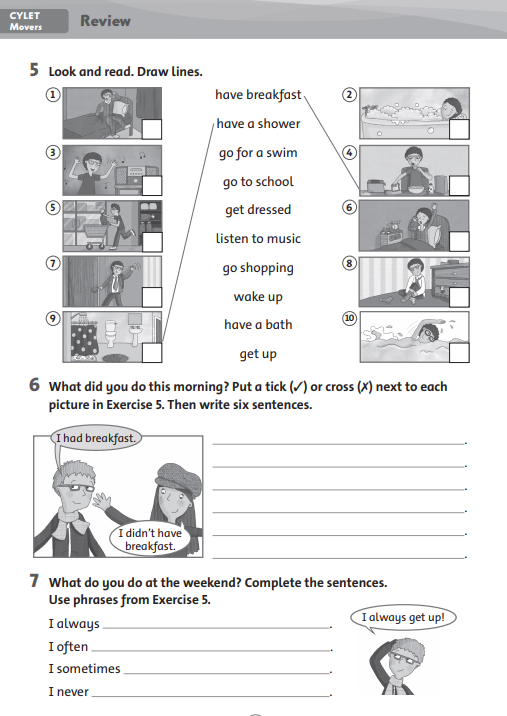 CYLET
Movers
Review
5 Look and read. Draw lines.
1
have breakfast
2
have a shower
3
go for a swim
4
go to school
5
get dressed
6
listen to music
7
go shopping
8
wake up
9
have a bath
10
get up
6 What did you do this morning? Put a tick (✓) or cross (✗) next to each
picture in Exercise 5. Then write six sentences.
I had breakfast.
I didn't have
breakfast.
7 What do you do at the weekend? Complete the sentences.
Use phrases from Exercise 5.
I always ______.
I always get up!
I often ______.
I sometimes ______.
I never ______.